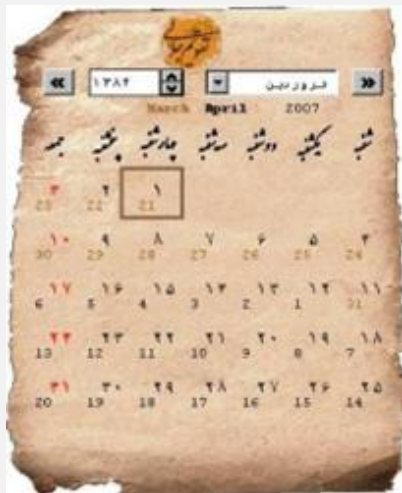 ۱۳۸۶ فروردین
March April 2007
شنبه یکشنبه دوشنبه سه شنبه چهارشنبه پنجشنبه جمعه
۱ ۲ ۳
21 22 23
۴ ۵ ۶ ۷ ۸ ۹ ۱۰
24 25 26 27 28 29 30
۱۱ ۱۲ ۱۳ ۱۴ ۱۵ ۱۶ ۱۷
31 1 2 3 4 5 6
۱۸ ۱۹ ۲۰ ۲۱ ۲۲ ۲۳ ۲۴
7 8 9 10 11 12 13
۲۵ ۲۶ ۲۷ ۲۸ ۲۹ ۳۰ ۳۱
14 15 16 17 18 19 20